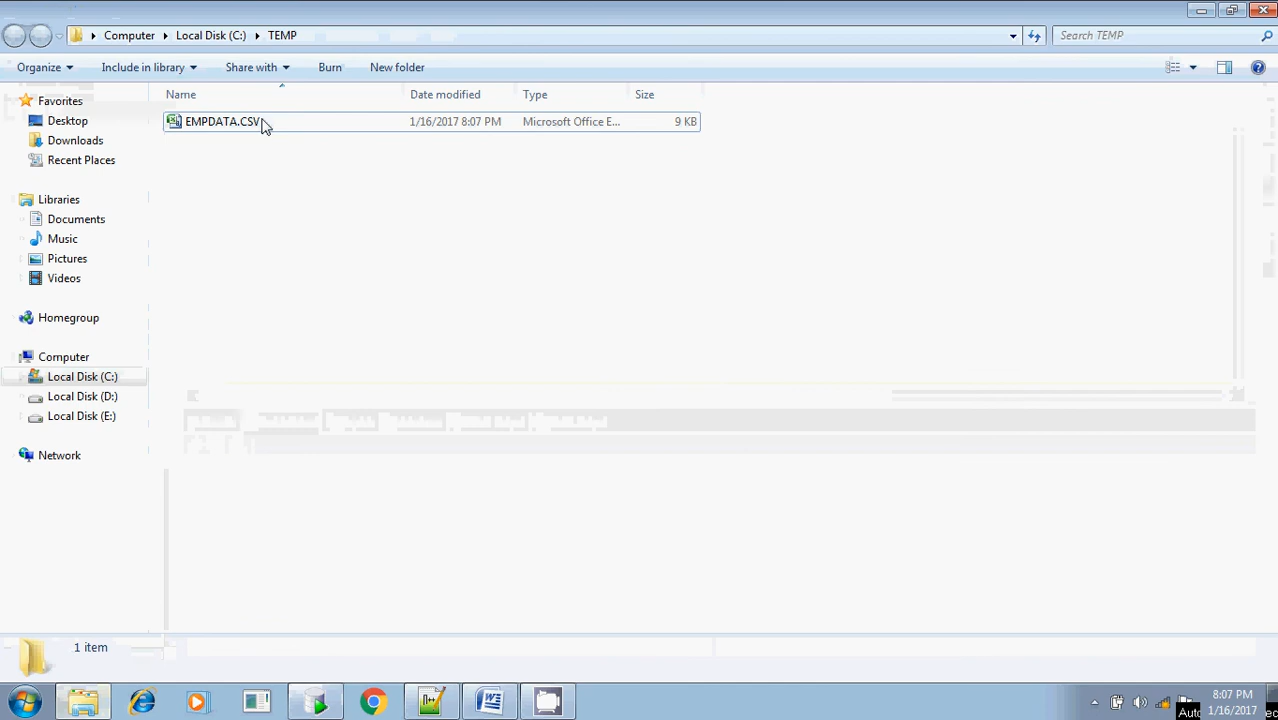 Computer Local Disk (C:) TEMP Search TEMP
Organize Include in library Share with Burn New folder
Name Date modified Type Size
EMPDATA.CSV 1/16/2017 8:07 PM Microsoft Office E... 9 KB
Favorites
Desktop
Downloads
Recent Places
Libraries
Documents
Music
Pictures
Videos
Homegroup
Computer
Local Disk (C:)
Local Disk (D:)
Local Disk (E:)
Network
1 item
8:07 PM
1/16/2017